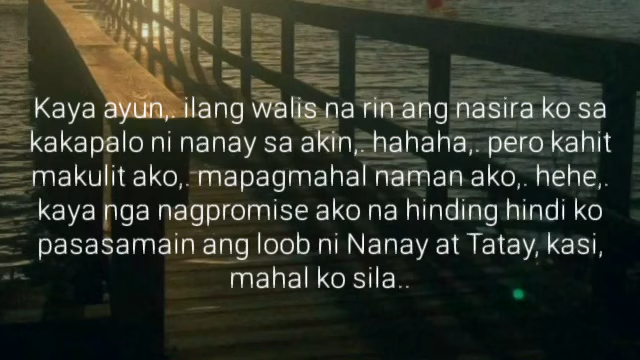 Kaya ayun,. ilang walis na rin ang nasira ko sa
kakapalo ni nanay sa akin,. hahaha,. pero kahit
makulit ako,. mapagmahal naman ako,. hehe,.
kaya nga nagpromise ako na hinding hindi ko
pasasamain ang loob ni Nanay at Tatay, kasi,
mahal ko sila..